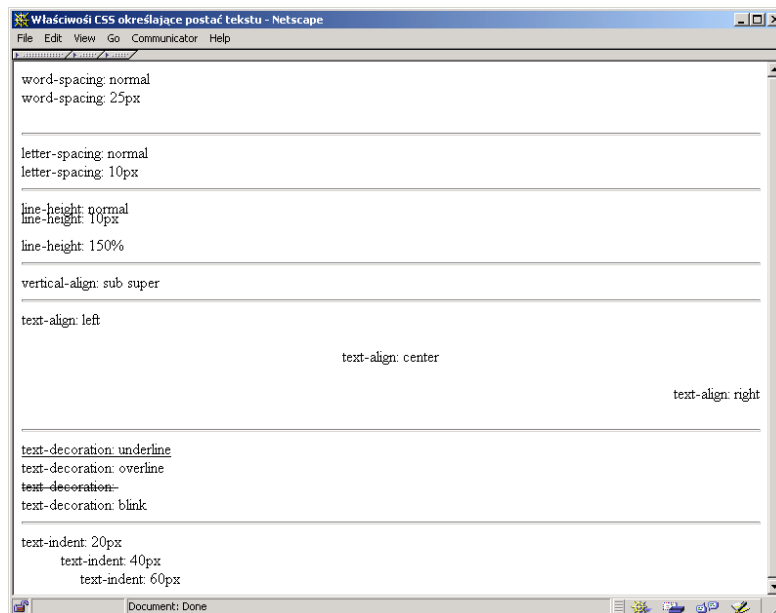 Właściwośi CSS określające postać tekstu - Netscape
File Edit View Go Communicator Help
word-spacing: normal
word-spacing: 25px
letter-spacing: normal
letter-spacing: 10px
line-height: normal
line-height: 10px
line-height: 150%
vertical-align: sub super
text-align: left
text-align: center
text-align: right
text-decoration: underline
text-decoration: overline
text-decoration:
text-decoration: blink
text-indent: 20px
text-indent: 40px
text-indent: 60px
Document: Done